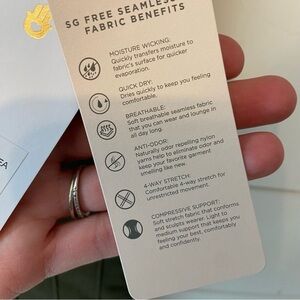 SG FREE SEAMLESS
FABRIC BENEFITS
MOISTURE WICKING:
Quickly transfers moisture to
fabric's surface for quicker
evaporation.
QUICK DRY:
Dries quickly to keep you feeling
comfortable.
BREATHABLE:
Soft breathable seamless fabric
that you can wear and lounge in
all day long.
ANTI-ODOR:
Naturally odor repelling nylon
yarns help to eliminate odor and
keep your favorite garment
smelling like new.
4-WAY STRETCH:
Comfortable 4-way stretch for
unrestricted movement.
COMPRESSIVE SUPPORT:
Soft stretch fabric that conforms
and sculpts wearer. Light to
medium support that keeps you
feeling your best, comfortably
and confidently.